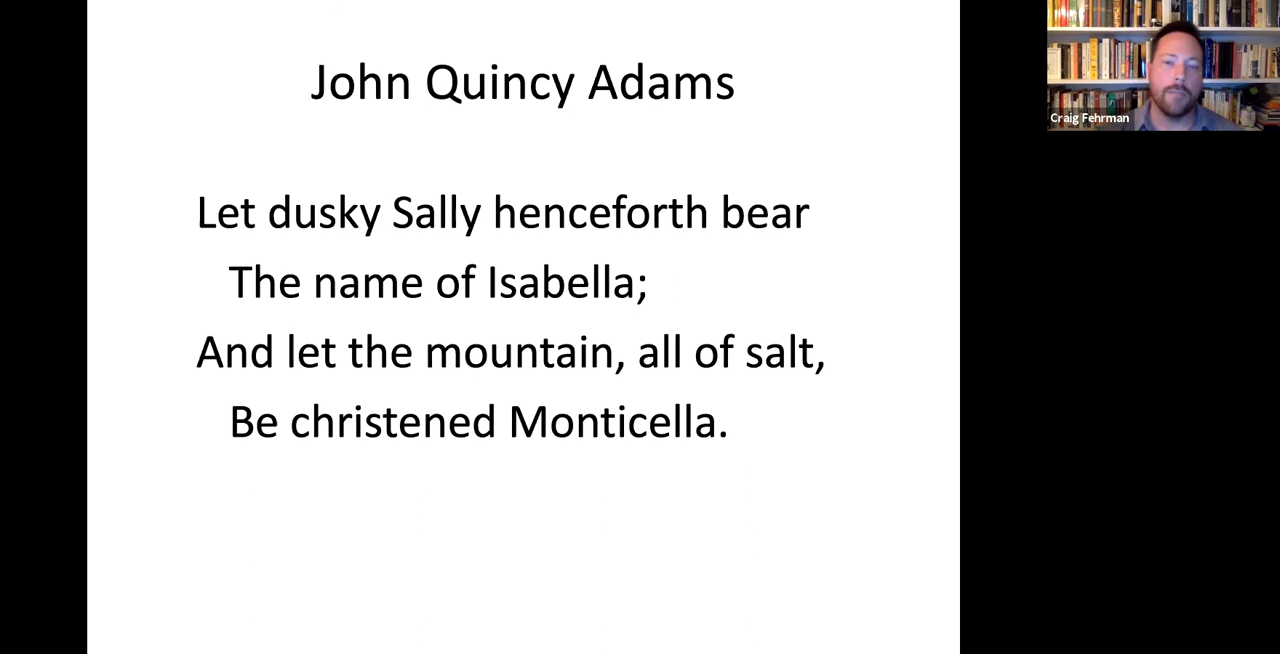 John Quincy Adams
Let dusky Sally henceforth bear
The name of Isabella;
And let the mountain, all of salt,
Be christened Monticella.
Craig Fehrman